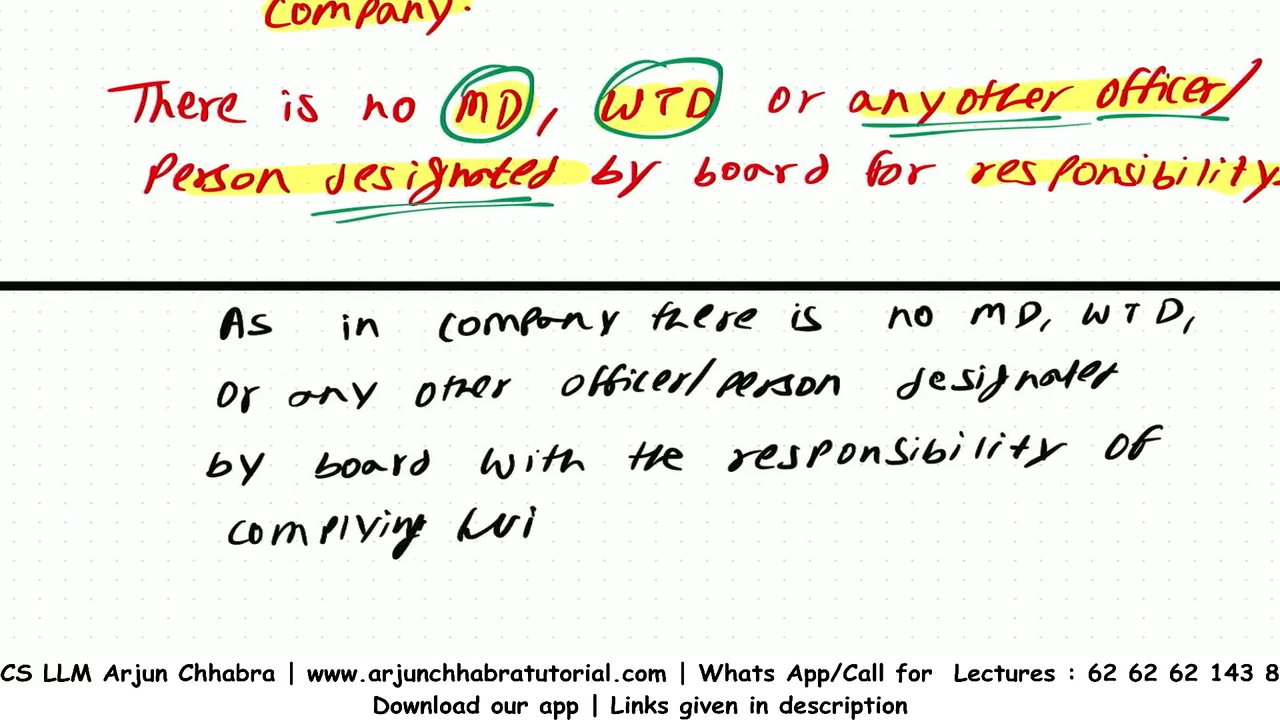 company.
There is no MD, WTD or any other officer/
Person designated by board for responsibility.
As in company there is no MD, WTD,
or any other officer/person designated
by board with the responsibility of
complying wi
CS LLM Arjun Chhabra | www.arjunchhabratutorial.com | Whats App/Call for Lectures : 62 62 62 143 8
Download our app | Links given in description